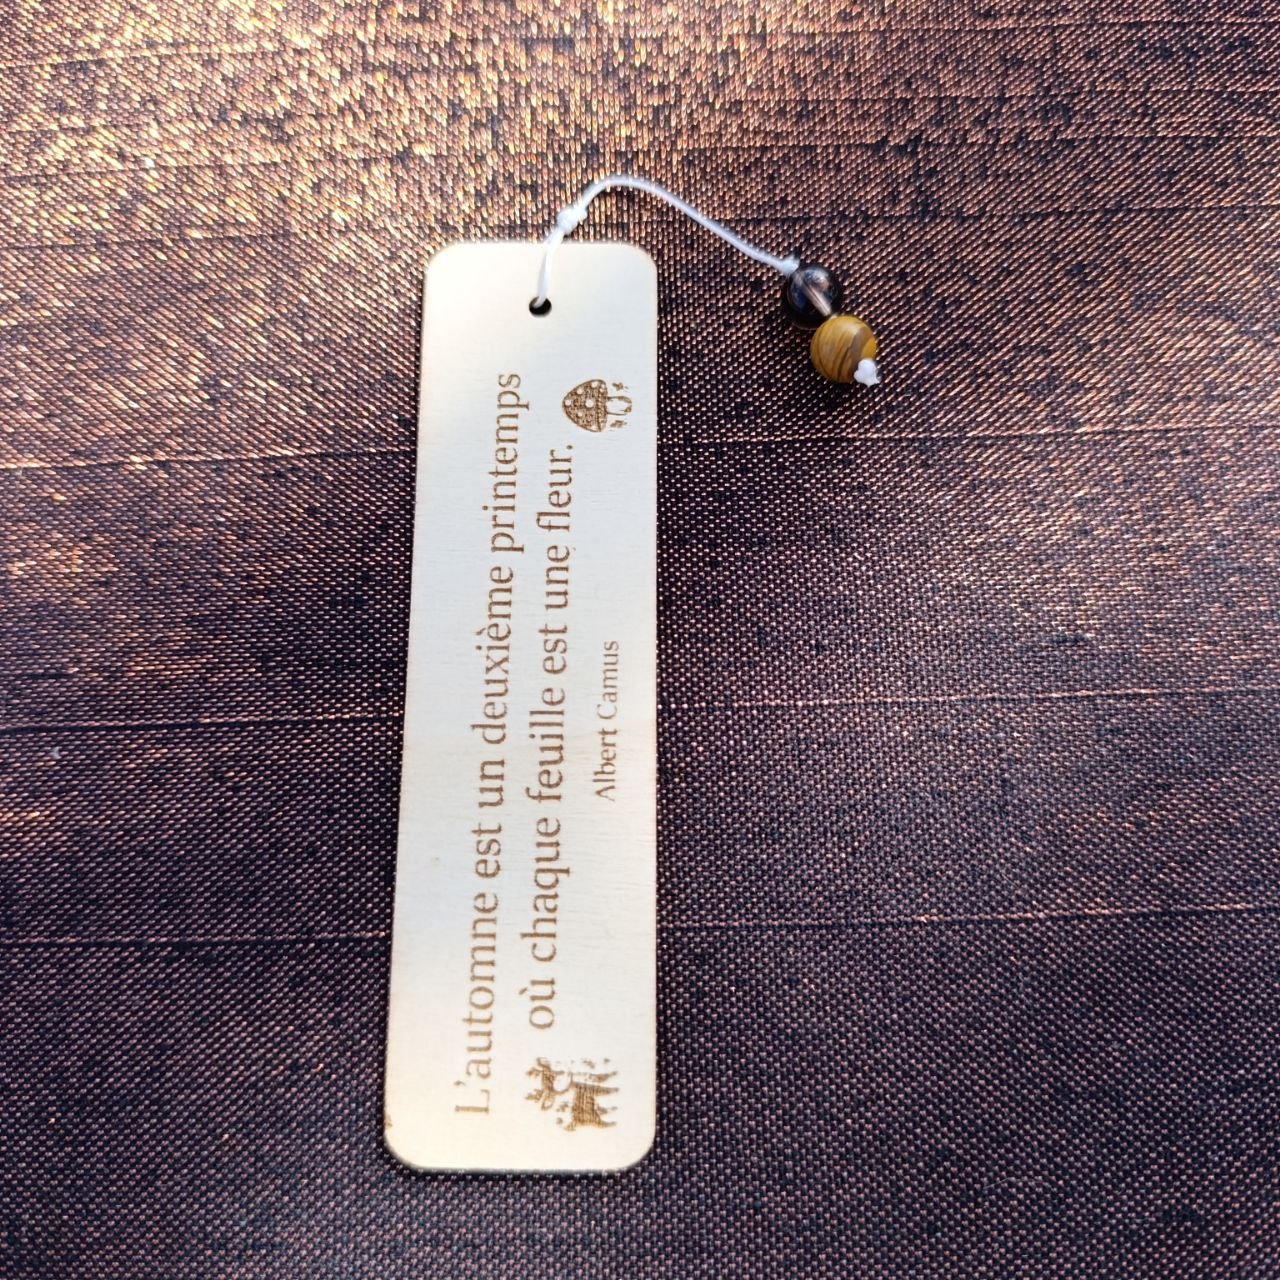 L'automne est un deuxième printemps
où chaque feuille est une fleur.
Albert Camus